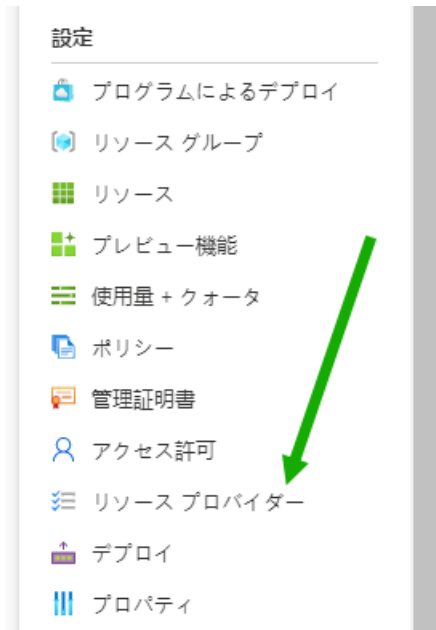 設定
プログラムによるデプロイ
リソース グループ
リソース
プレビュー機能
使用量 + クォータ
ポリシー
管理証明書
アクセス許可
リソース プロバイダー
デプロイ
プロパティ